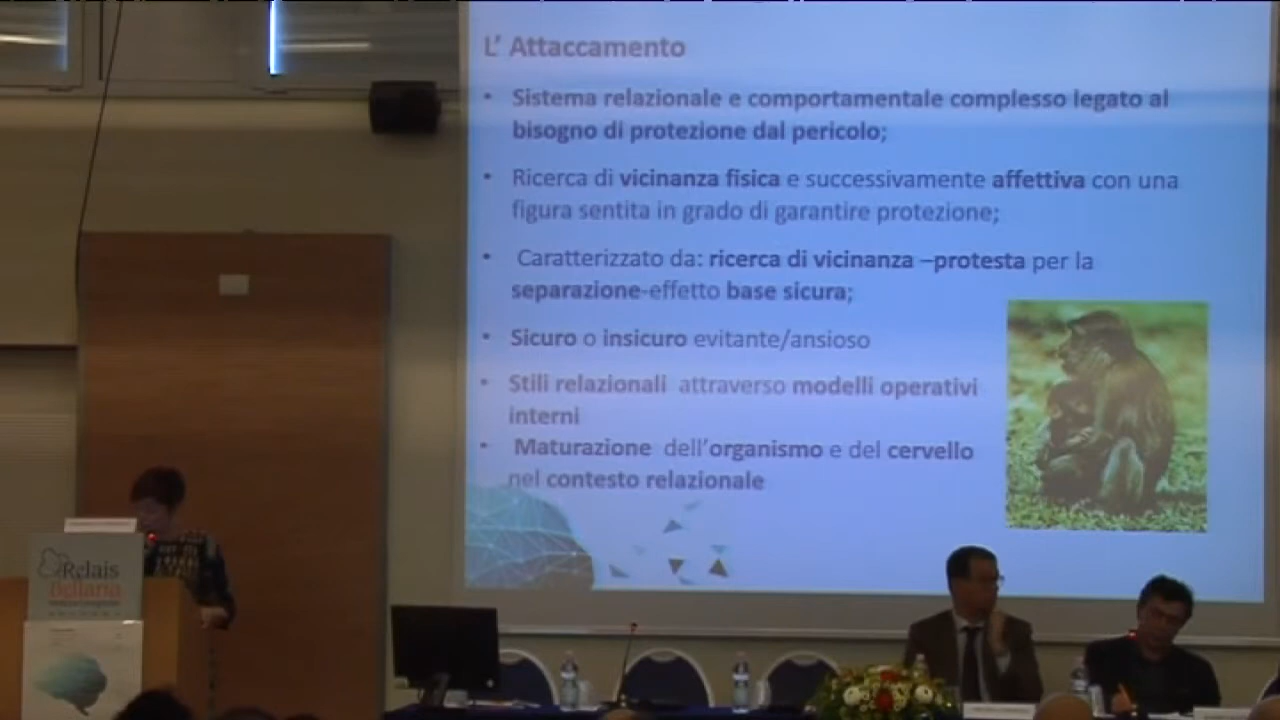 L' Attaccamento
• Sistema relazionale e comportamentale complesso legato al
bisogno di protezione dal pericolo;
• Ricerca di vicinanza fisica e successivamente affettiva con una
figura sentita in grado di garantire protezione;
• Caratterizzato da: ricerca di vicinanza –protesta per la
separazione-effetto base sicura;
• Sicuro o insicuro evitante/ansioso
• Stili relazionali attraverso modelli operativi
interni
• Maturazione dell'organismo e del cervello
nel contesto relazionale
Relais
Bellaria